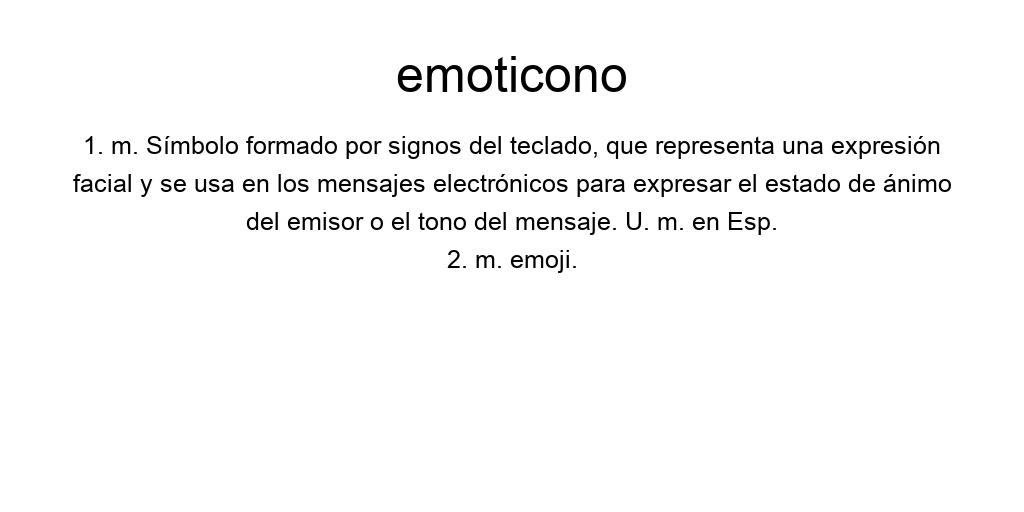 emoticono
1. m. Símbolo formado por signos del teclado, que representa una expresión
facial y se usa en los mensajes electrónicos para expresar el estado de ánimo
del emisor o el tono del mensaje. U. m. en Esp.
2. m. emoji.